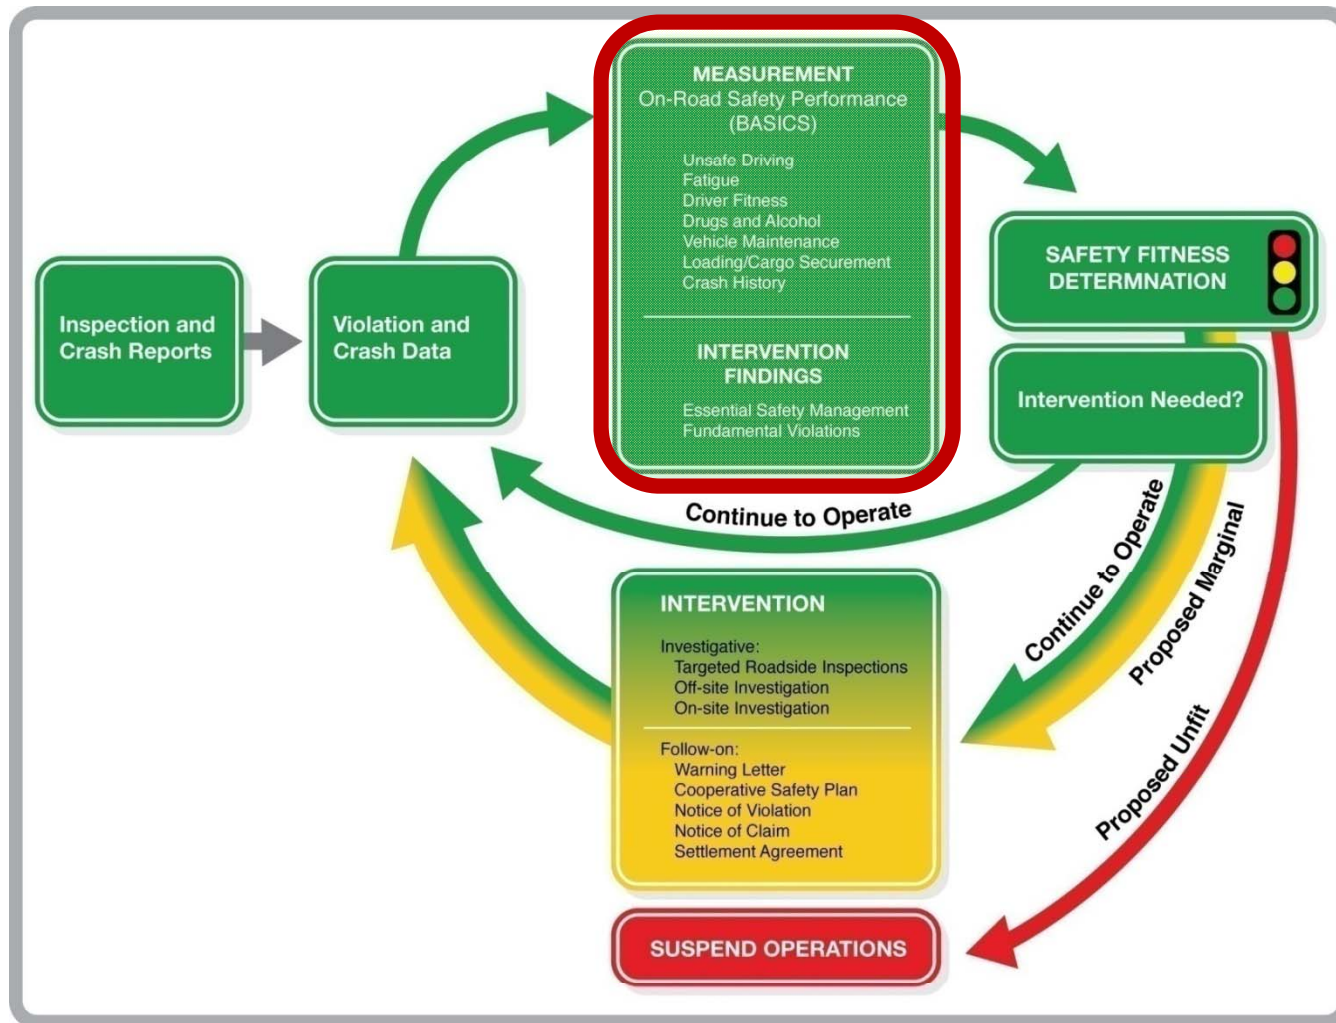 Inspection and
Crash Reports
Violation and
Crash Data
MEASUREMENT
On-Road Safety Performance
(BASICS)
Unsafe Driving
Fatigue
Driver Fitness
Drugs and Alcohol
Vehicle Maintenance
Loading/Cargo Securement
Crash History
INTERVENTION
FINDINGS
Essential Safety Management
Fundamental Violations
SAFETY FITNESS
DETERMNATION
Intervention Needed?
Continue to Operate
Continue to Operate
Proposed Marginal
Proposed Unfit
INTERVENTION
Investigative:
Targeted Roadside Inspections
Off-site Investigation
On-site Investigation
Follow-on:
Warning Letter
Cooperative Safety Plan
Notice of Violation
Notice of Claim
Settlement Agreement
SUSPEND OPERATIONS